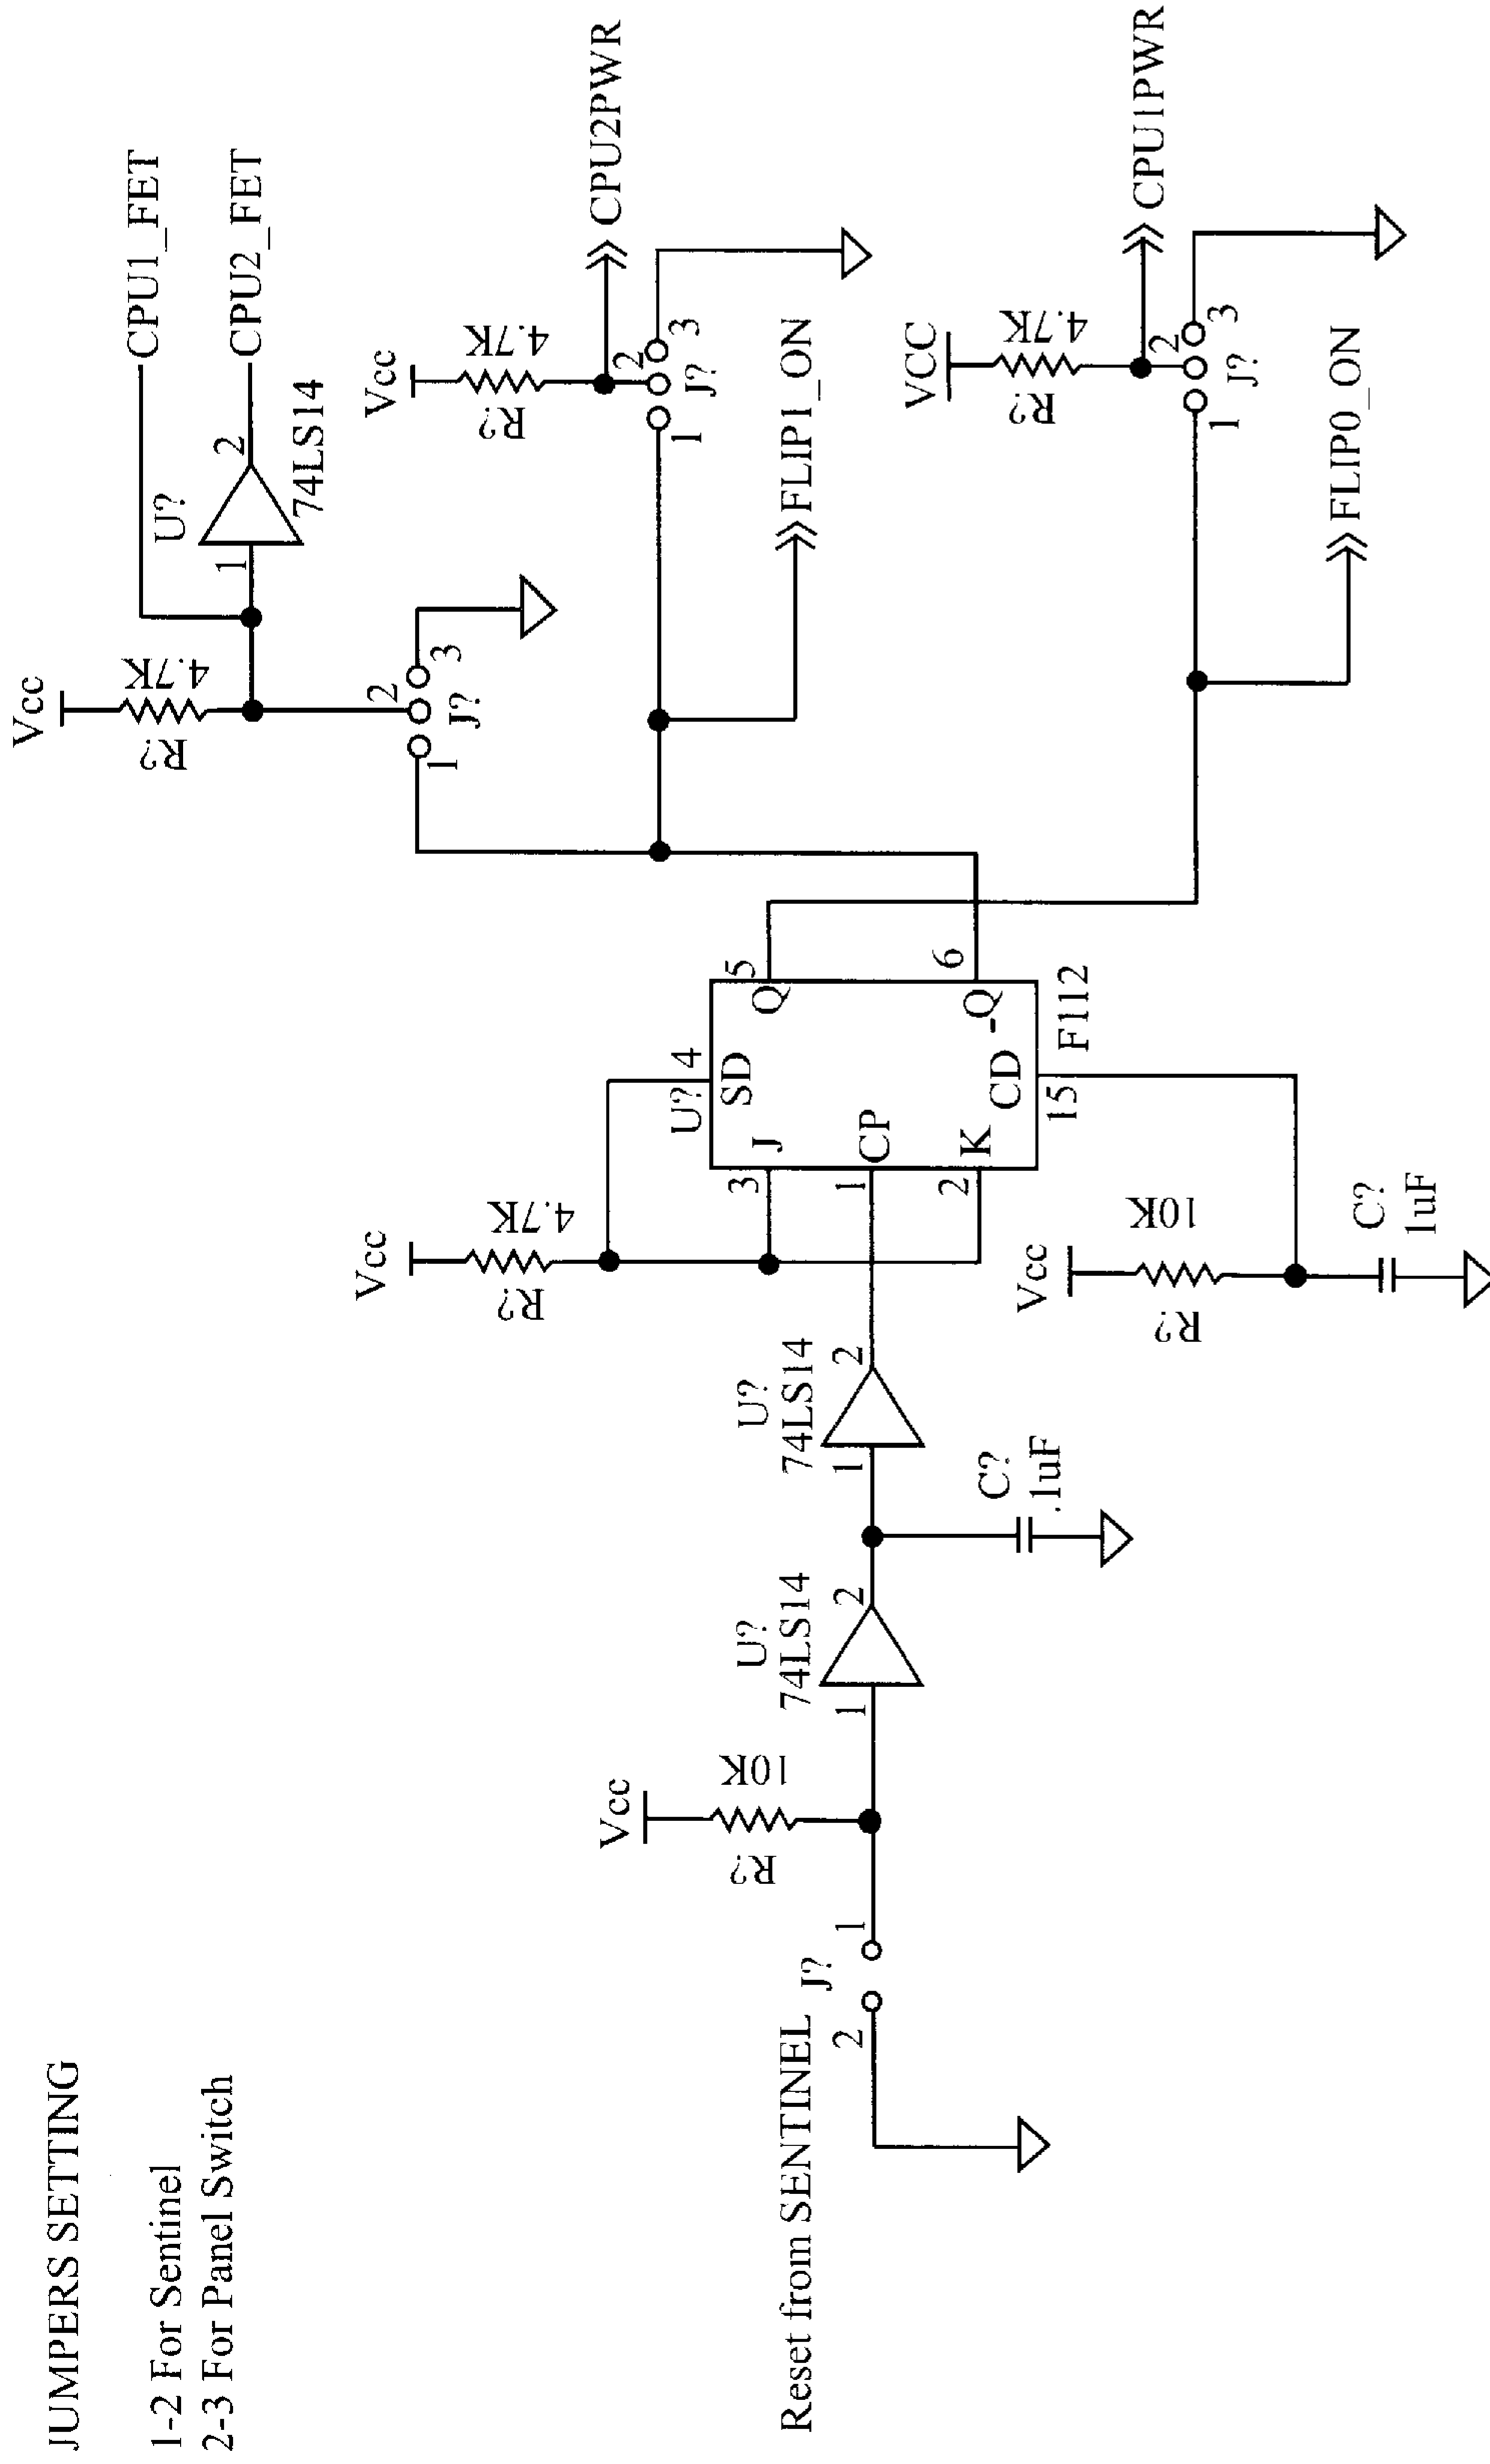 JUMPERS SETTING
1-2 For Sentinel
2-3 For Panel Switch
Reset from SENTINEL
J?
2
1
Vcc
R?
10K
U?
74LS14
1
2
C?
.1uF
U?
74LS14
1
2
Vcc
R?
4.7K
Vcc
R?
10K
C?
1uF
U?
4
SD
3
J
Q
5
1
CP
2
K
-Q
6
CD
15
F112
Vcc
R?
4.7K
1
2
3
J?
U?
1
2
74LS14
CPU1_FET
CPU2_FET
Vcc
R?
4.7K
1
2
3
J?
CPU2PWR
FLIP1_ON
VCC
R?
4.7K
1
2
3
J?
CPU1PWR
FLIP0_ON